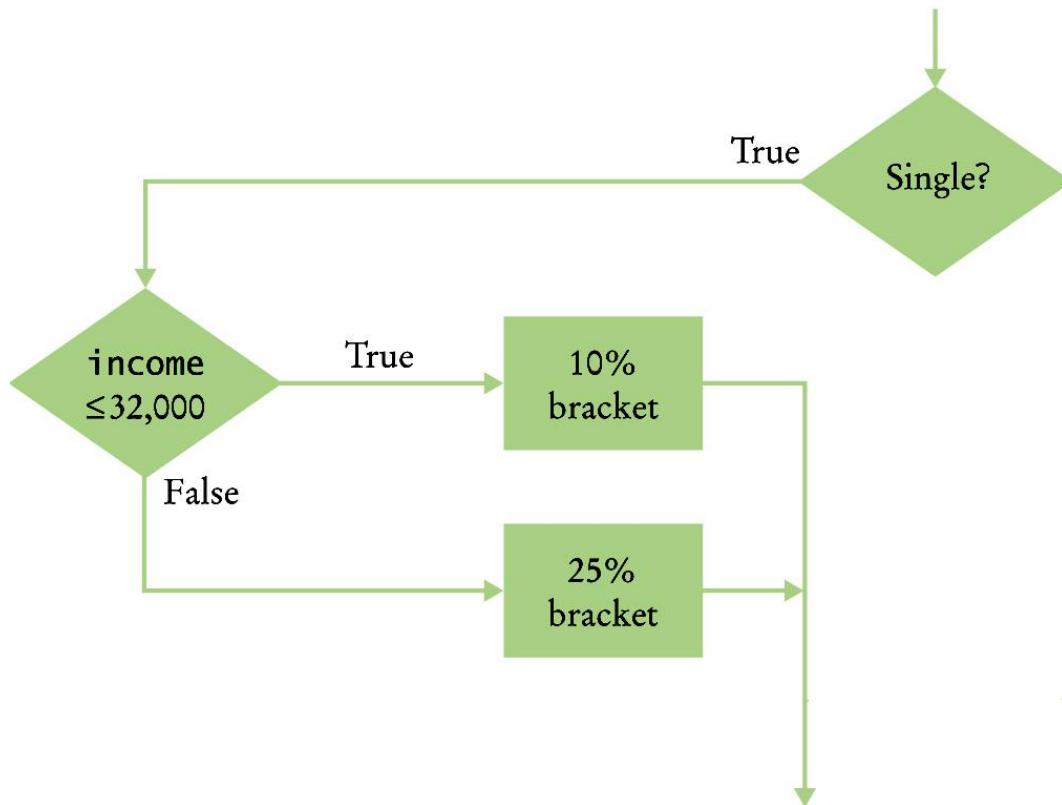 True
Single?
income
≤32,000
True
10%
bracket
False
25%
bracket